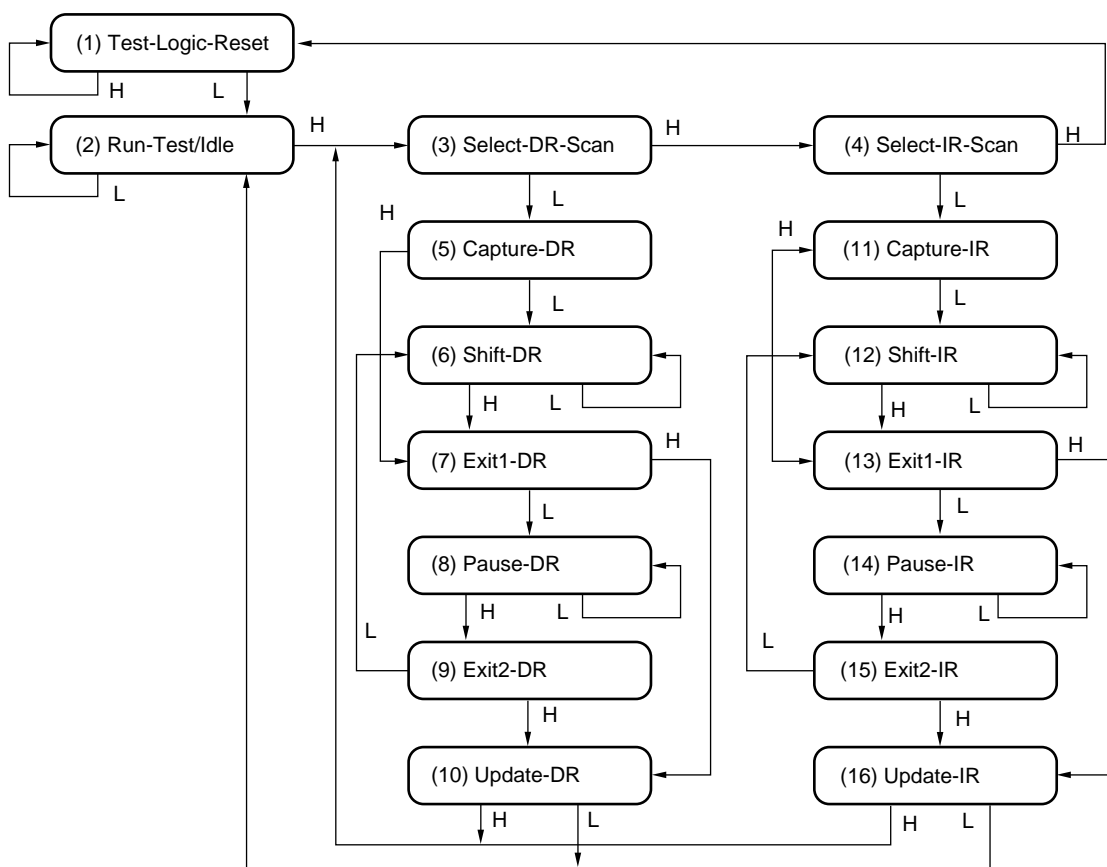 (1) Test-Logic-Reset
H
L
(2) Run-Test/Idle
H
(3) Select-DR-Scan
H
(4) Select-IR-Scan
H
L
L
L
H
(5) Capture-DR
H
(11) Capture-IR
L
L
(6) Shift-DR
(12) Shift-IR
H
L
H
L
(7) Exit1-DR
H
(13) Exit1-IR
H
L
L
(8) Pause-DR
(14) Pause-IR
H
L
H
L
L
(9) Exit2-DR
L
(15) Exit2-IR
H
H
(10) Update-DR
(16) Update-IR
H
L
H
L